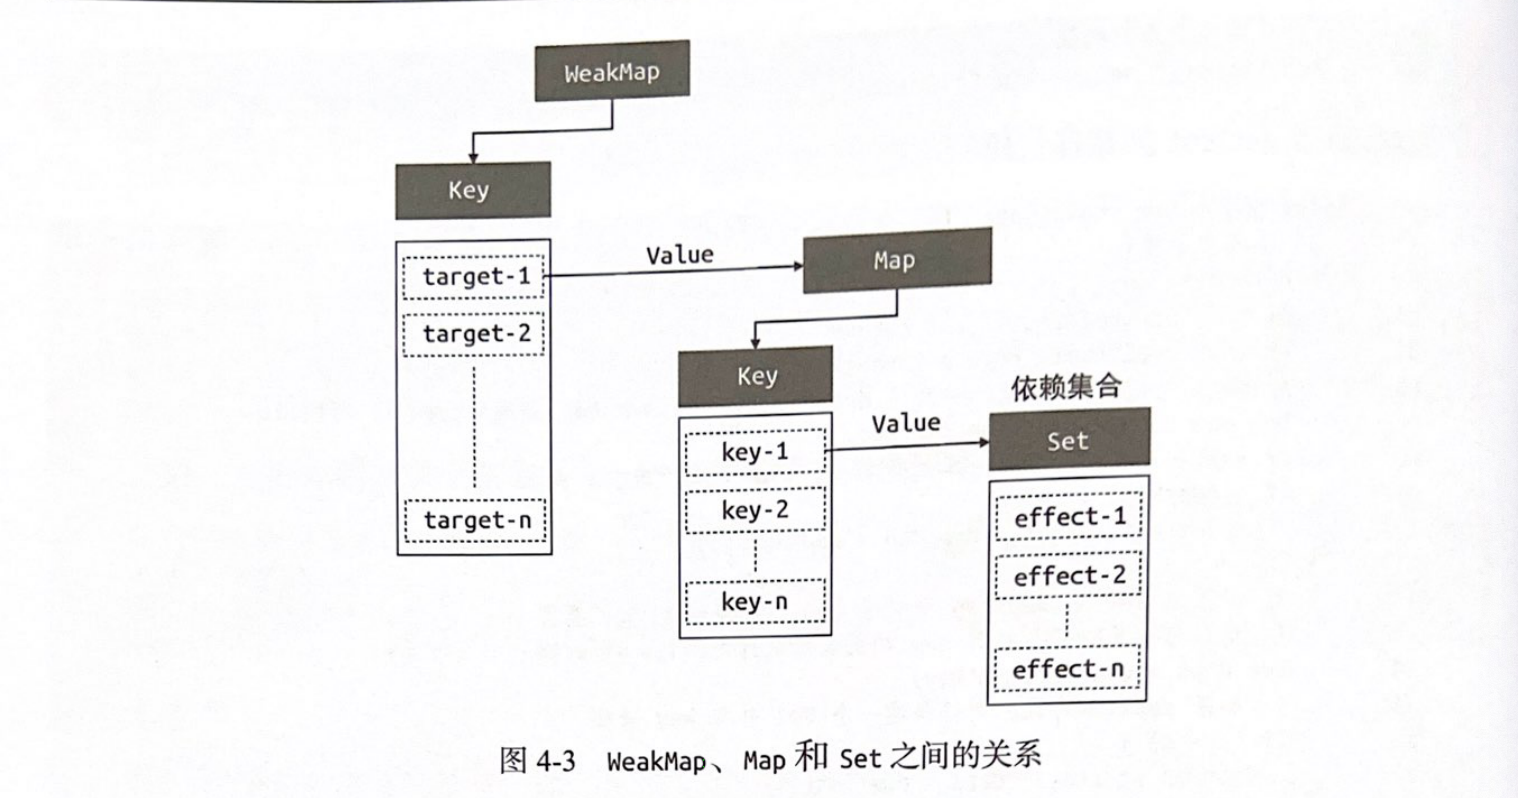 WeakMap
Key
target-1
target-2
target-n
Value
Map
Key
key-1
key-2
key-n
Value
依赖集合
Set
effect-1
effect-2
effect-n
图 4-3 WeakMap、Map 和 Set 之间的关系